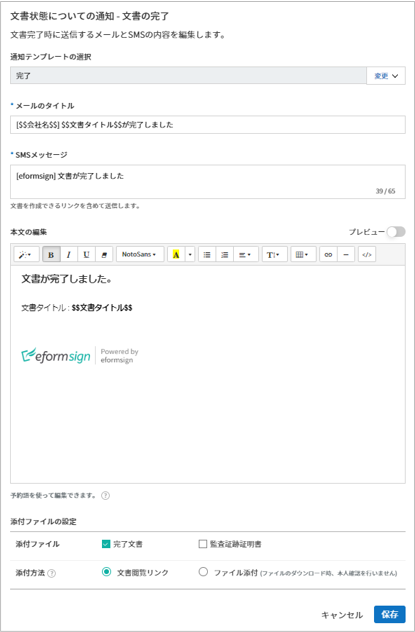 文書状態についての通知 - 文書の完了
文書完了時に送信するメールとSMSの内容を編集します。
通知テンプレートの選択
完了
変更
* メールのタイトル
[$$会社名$$] $$文書タイトル$$が完了しました
* SMSメッセージ
[eformsign] 文書が完了しました
39 / 65
文書を作成できるリンクを含めて送信します。
本文の編集
プレビュー
B I U NotoSans A T </>
文書が完了しました。
文書タイトル : $$文書タイトル$$
eformsign
Powered by
eformsign
予約語を使って編集できます。 ?
添付ファイルの設定
添付ファイル 完了文書 監査証跡証明書
添付方法 ? 文書閲覧リンク ファイル添付 (ファイルのダウンロード時、本人確認を行いません)
キャンセル 保存